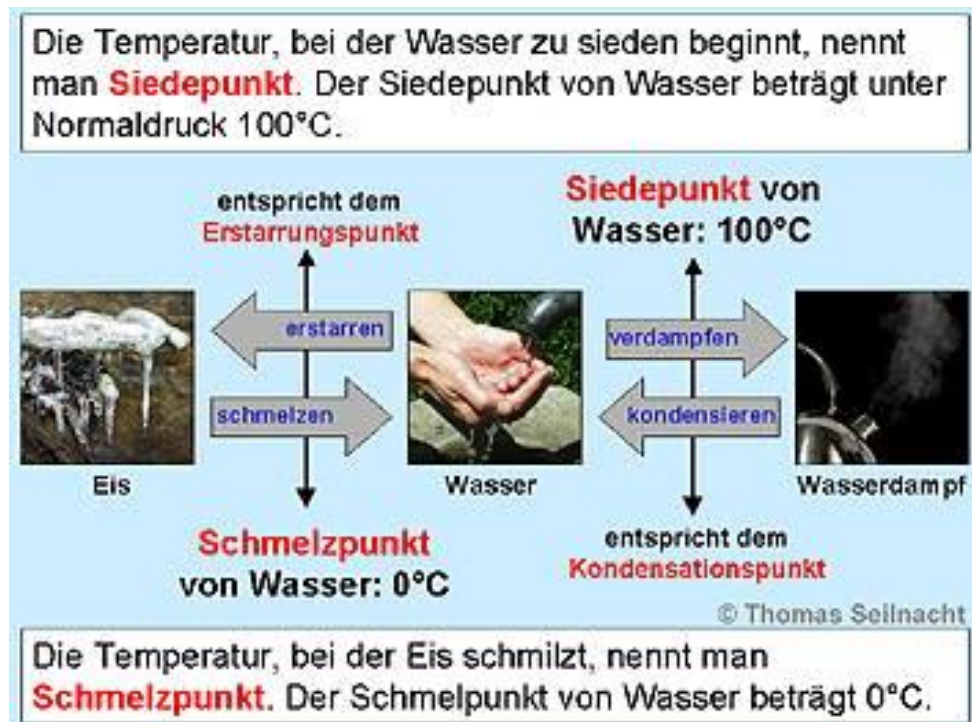 Die Temperatur, bei der Wasser zu sieden beginnt, nennt
man Siedepunkt. Der Siedepunkt von Wasser beträgt unter
Normaldruck 100°C.
entspricht dem
Erstarrungspunkt
Siedepunkt von
Wasser: 100°C
erstarren
verdampfen
schmelzen
kondensieren
Eis
Wasser
Wasserdampf
Schmelzpunkt
von Wasser: 0°C
entspricht dem
Kondensationspunkt
© Thomas Seilnacht
Die Temperatur, bei der Eis schmilzt, nennt man
Schmelzpunkt. Der Schmelpunkt von Wasser beträgt 0°C.